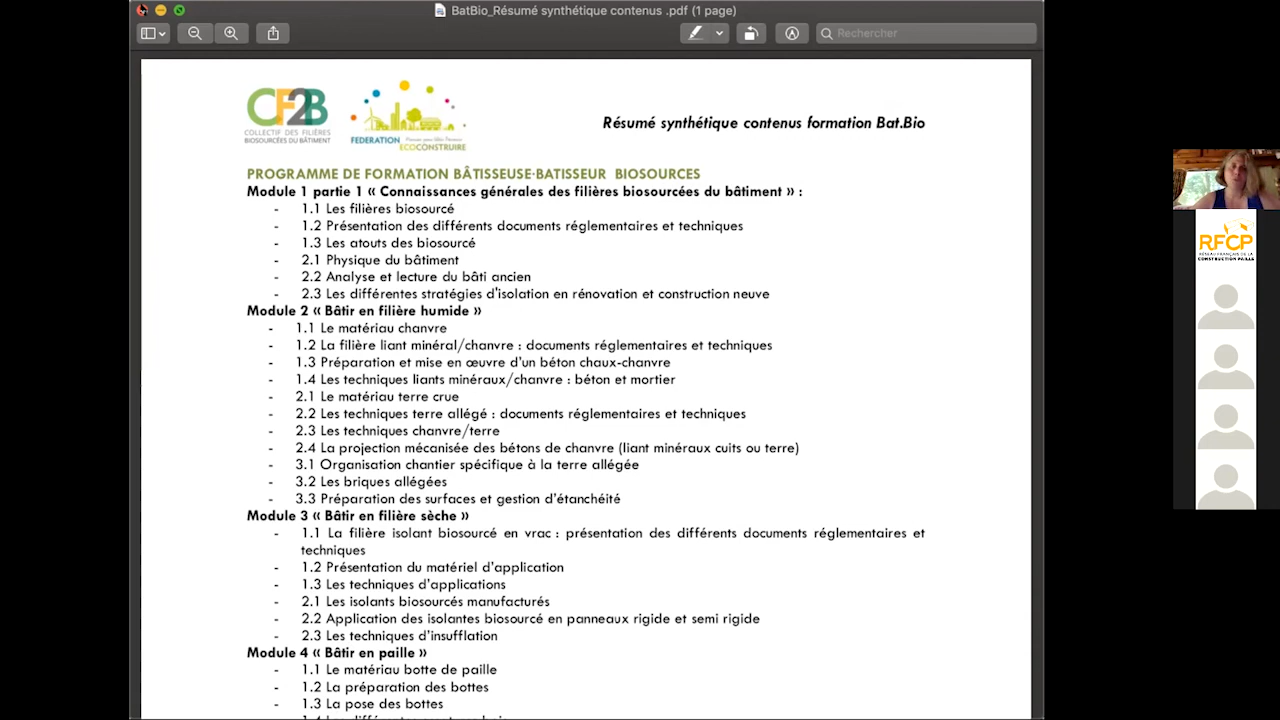 BatBio_Résumé synthétique contenus .pdf (1 page)
Rechercher
CF2B
COLLECTIF DES FILIÈRES
BIOSOURCÉES DU BÂTIMENT
FEDERATION
ECOCONSTRUIRE
Résumé synthétique contenus formation Bat.Bio
PROGRAMME DE FORMATION BÂTISSEUSE·BATISSEUR BIOSOURCES
Module 1 partie 1 « Connaissances générales des filières biosourcées du bâtiment » :
- 1.1 Les filières biosourcé
- 1.2 Présentation des différents documents réglementaires et techniques
- 1.3 Les atouts des biosourcé
- 2.1 Physique du bâtiment
- 2.2 Analyse et lecture du bâti ancien
- 2.3 Les différentes stratégies d'isolation en rénovation et construction neuve
Module 2 « Bâtir en filière humide »
- 1.1 Le matériau chanvre
- 1.2 La filière liant minéral/chanvre : documents réglementaires et techniques
- 1.3 Préparation et mise en œuvre d'un béton chaux-chanvre
- 1.4 Les techniques liants minéraux/chanvre : béton et mortier
- 2.1 Le matériau terre crue
- 2.2 Les techniques terre allégé : documents réglementaires et techniques
- 2.3 Les techniques chanvre/terre
- 2.4 La projection mécanisée des bétons de chanvre (liant minéraux cuits ou terre)
- 3.1 Organisation chantier spécifique à la terre allégée
- 3.2 Les briques allégées
- 3.3 Préparation des surfaces et gestion d'étanchéité
Module 3 « Bâtir en filière sèche »
- 1.1 La filière isolant biosourcé en vrac : présentation des différents documents réglementaires et
techniques
- 1.2 Présentation du matériel d'application
- 1.3 Les techniques d'applications
- 2.1 Les isolants biosourcés manufacturés
- 2.2 Application des isolantes biosourcé en panneaux rigide et semi rigide
- 2.3 Les techniques d'insufflation
Module 4 « Bâtir en paille »
- 1.1 Le matériau botte de paille
- 1.2 La préparation des bottes
- 1.3 La pose des bottes
RFCP
RÉSEAU FRANÇAIS DE LA
CONSTRUCTION PAILLE